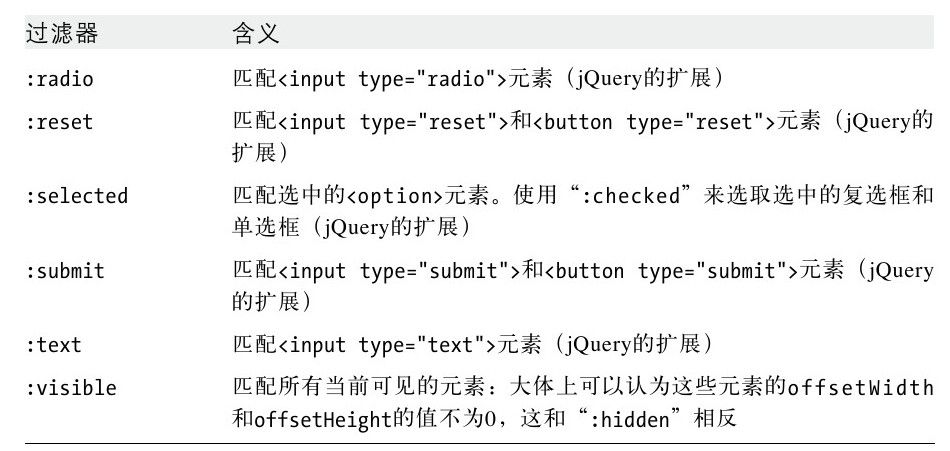 过滤器 含义
:radio 匹配<input type="radio">元素（jQuery的扩展）
:reset 匹配<input type="reset">和<button type="reset">元素（jQuery的
扩展）
:selected 匹配选中的<option>元素。使用“:checked”来选取选中的复选框和
单选框（jQuery的扩展）
:submit 匹配<input type="submit">和<button type="submit">元素（jQuery
的扩展）
:text 匹配<input type="text">元素（jQuery的扩展）
:visible 匹配所有当前可见的元素：大体上可以认为这些元素的offsetWidth
和offsetHeight的值不为0，这和“:hidden”相反